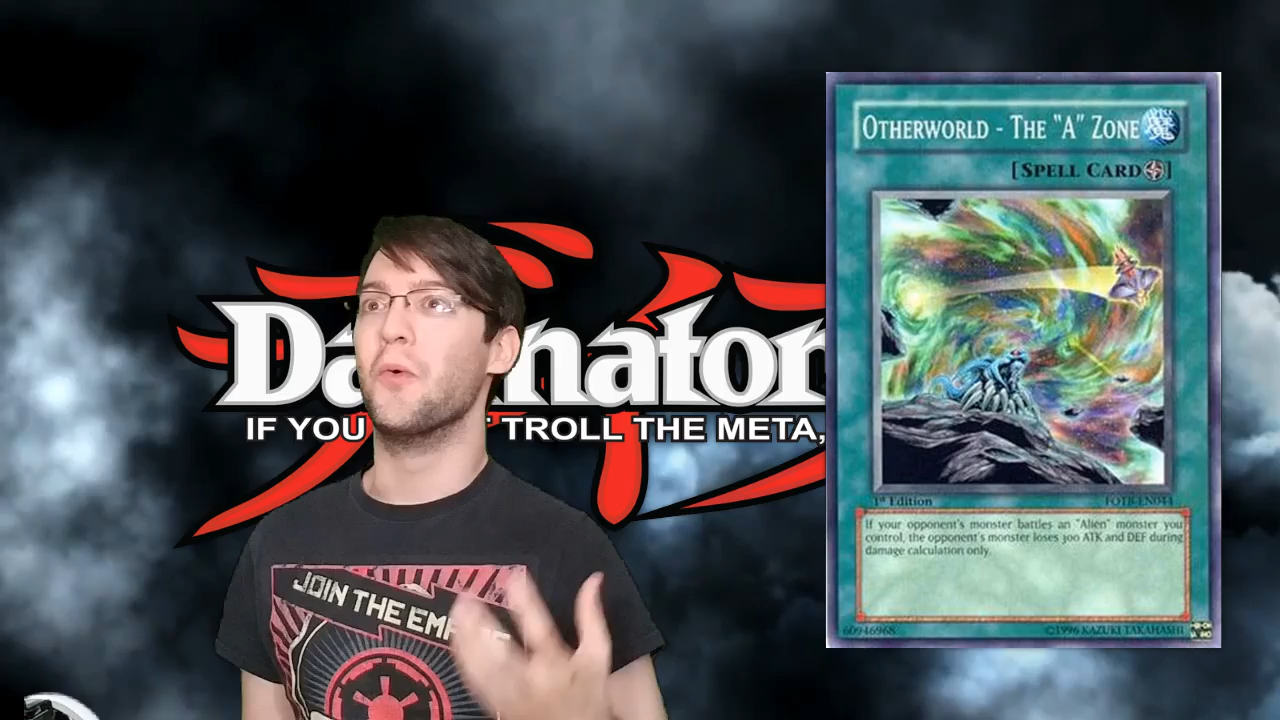 OTHERWORLD - THE "A" ZONE
[SPELL CARD]
Da nator
IF YOU TROLL THE META,
1st Edition
FOTB-EN044
If your opponent's monster battles an "Alien" monster you
control, the opponent's monster loses 300 ATK and DEF during
damage calculation only.
60946968
©1996 KAZUKI TAKAHASHI
JOIN THE EMP